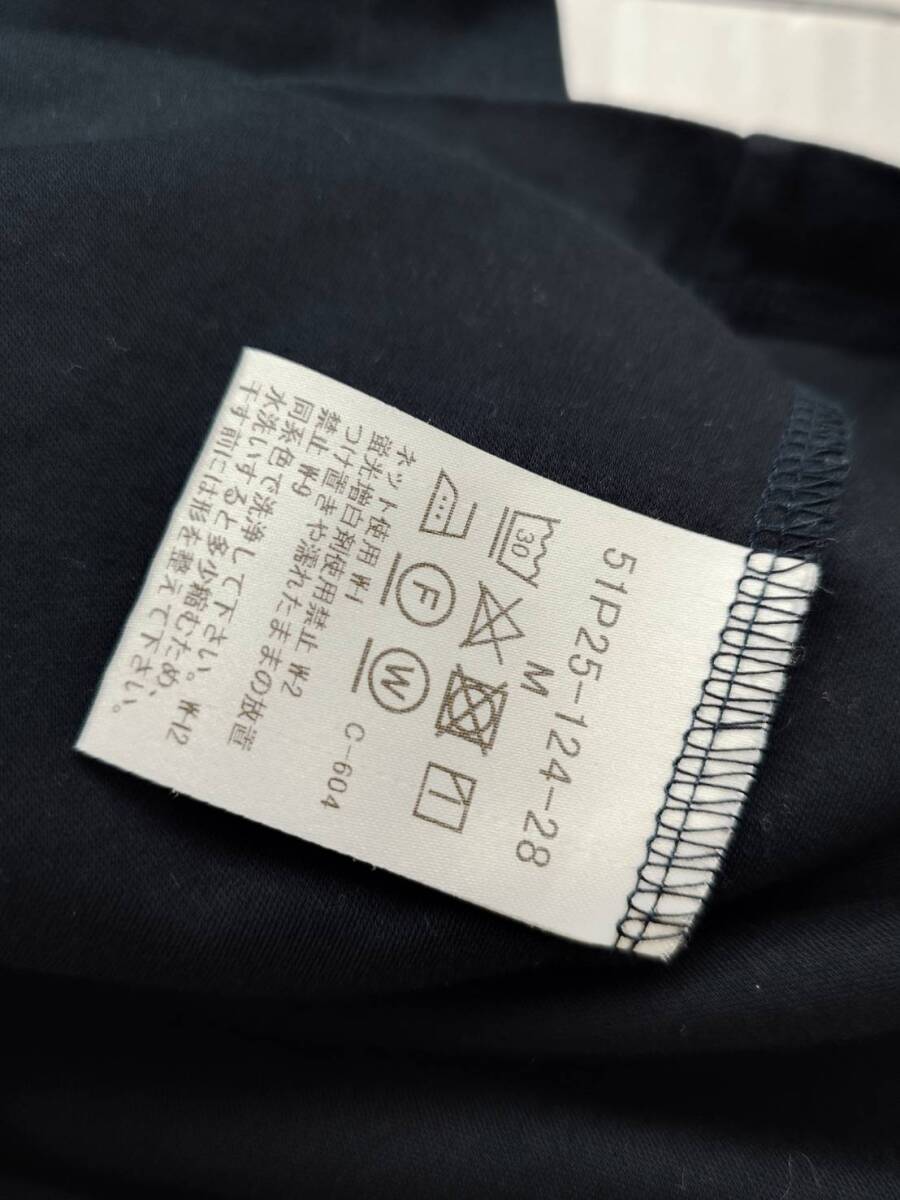 51P25-124-28
M
30
F W
C-604
ネット使用 W-1
蛍光増白剤使用禁止 W-2
つけ置きや濡れたままの放置
禁止 W-9
同系色で洗浄して下さい。 W-12
水洗いすると多少縮むため、
干す前には形を整えて下さい。